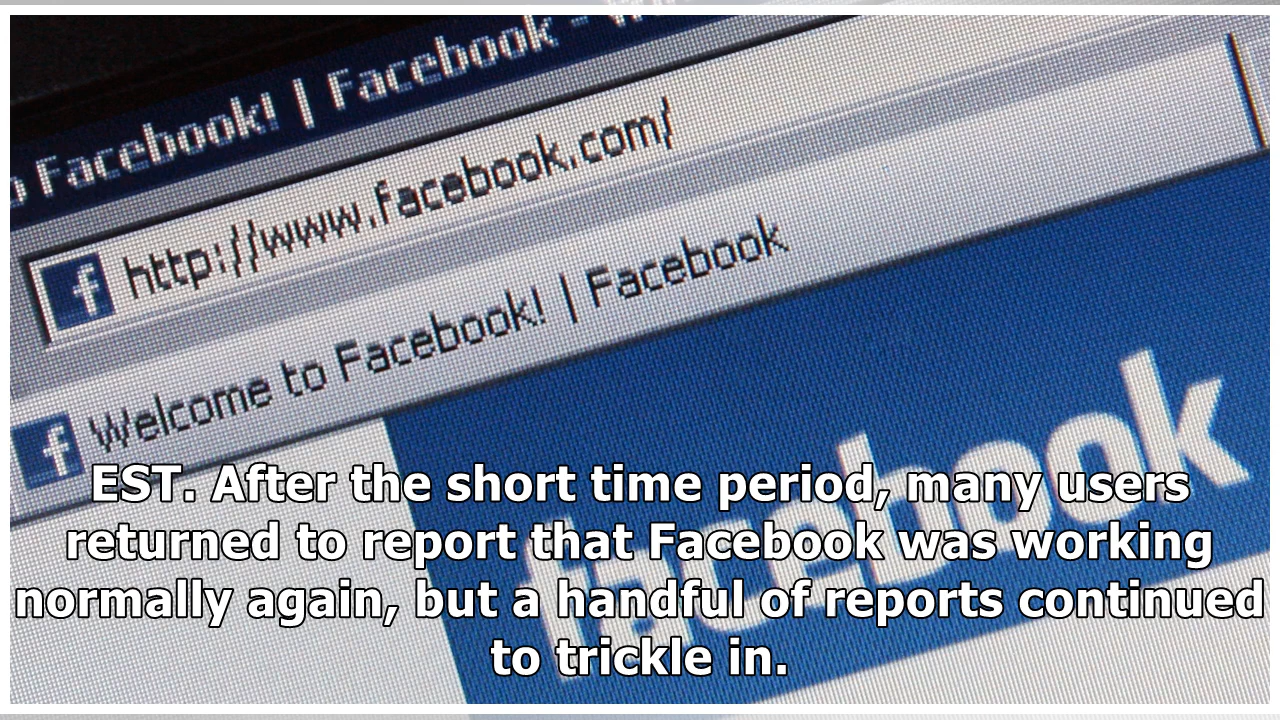 o Facebook! | Facebook - W
http://www.facebook.com/
Welcome to Facebook! | Facebook
facebook
EST. After the short time period, many users
returned to report that Facebook was working
normally again, but a handful of reports continued
to trickle in.